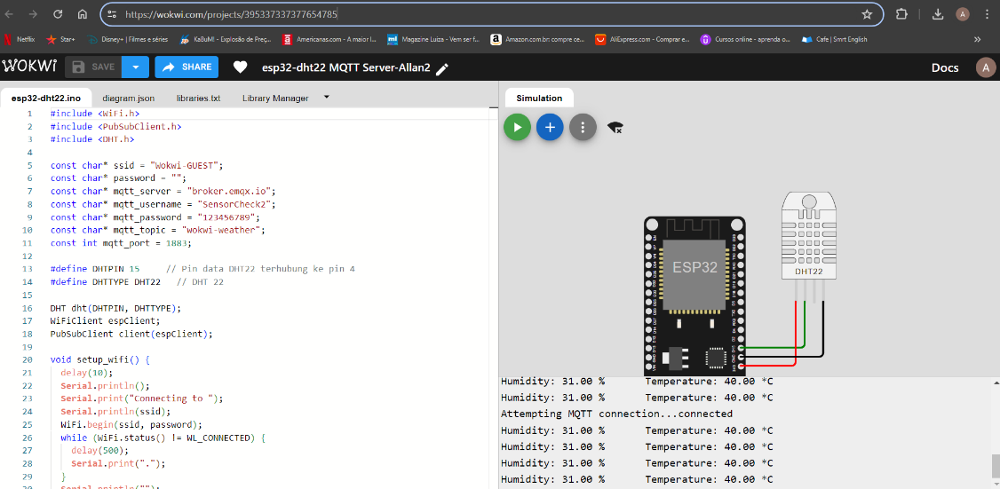 https://wokwi.com/projects/395337337377654785
A
Netflix
Star+
Disney+ | Filmes e séries
KaBuM! - Explosão de Preç...
Americanas.com - A maior l...
Magazine Luiza - Vem ser f...
Amazon.com.br: compre ce...
AliExpress.com - Comprar e...
Cursos online - aprenda o...
Cafe | Smrt English
WOKWI
SAVE
SHARE
esp32-dht22 MQTT Server-Allan2
Docs
A
esp32-dht22.ino
diagram.json
libraries.txt
Library Manager
Simulation
1 #include <WiFi.h>
2 #include <PubSubClient.h>
3 #include <DHT.h>
4
5 const char* ssid = "Wokwi-GUEST";
6 const char* password = "";
7 const char* mqtt_server = "broker.emqx.io";
8 const char* mqtt_username = "SensorCheck2";
9 const char* mqtt_password = "123456789";
10 const char* mqtt_topic = "wokwi-weather";
11 const int mqtt_port = 1883;
12
13 #define DHTPIN 15 // Pin data DHT22 terhubung ke pin 4
14 #define DHTTYPE DHT22 // DHT 22
15
16 DHT dht(DHTPIN, DHTTYPE);
17 WiFiClient espClient;
18 PubSubClient client(espClient);
19
20 void setup_wifi() {
21 delay(10);
22 Serial.println();
23 Serial.print("Connecting to ");
24 Serial.println(ssid);
25 WiFi.begin(ssid, password);
26 while (WiFi.status() != WL_CONNECTED) {
27 delay(500);
28 Serial.print(".");
29 }
30 Serial.println("");
ESP32
DHT22
Humidity: 31.00 % Temperature: 40.00 *C
Humidity: 31.00 % Temperature: 40.00 *C
Attempting MQTT connection...connected
Humidity: 31.00 % Temperature: 40.00 *C
Humidity: 31.00 % Temperature: 40.00 *C
Humidity: 31.00 % Temperature: 40.00 *C
Humidity: 31.00 % Temperature: 40.00 *C